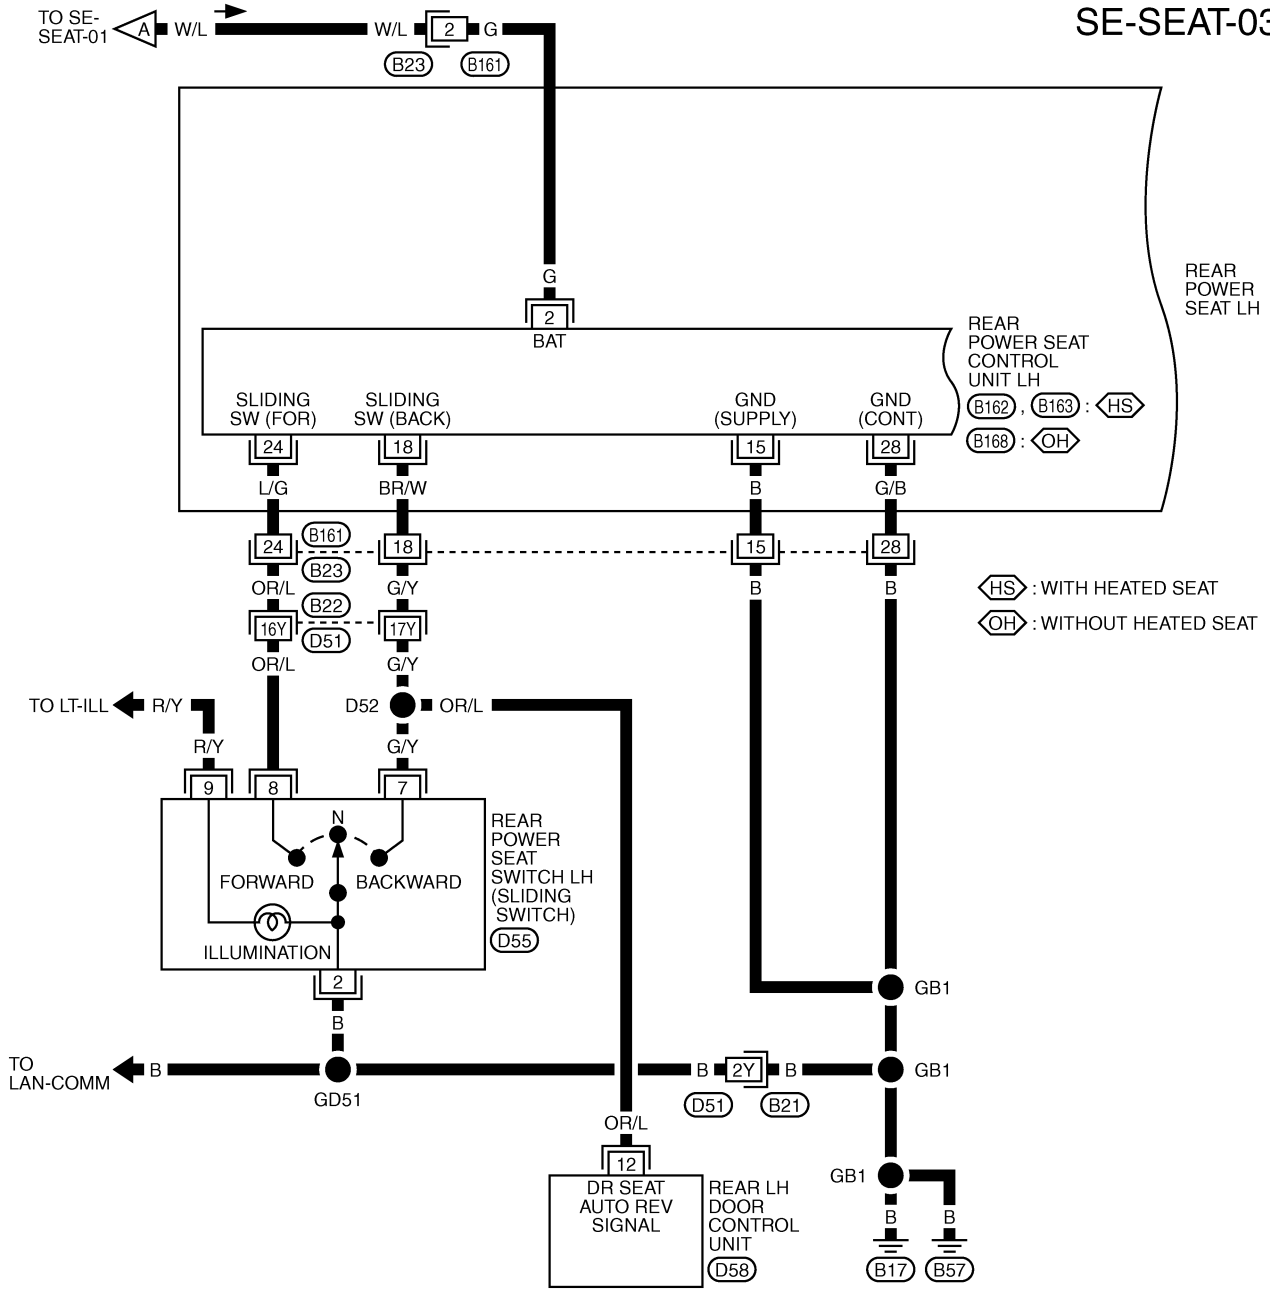 SE-SEAT-03
TO SE-
SEAT-01
A
W/L
W/L
2
G
B23
B161
G
2
BAT
REAR
POWER
SEAT LH
REAR
POWER SEAT
CONTROL
UNIT LH
B162 , B163 : HS
B168 : OH
SLIDING
SW (FOR)
SLIDING
SW (BACK)
GND
(SUPPLY)
GND
(CONT)
24
18
15
28
L/G
BR/W
B
G/B
24
B161
18
15
28
B23
OR/L
G/Y
B
B
HS : WITH HEATED SEAT
OH : WITHOUT HEATED SEAT
B22
16Y
17Y
D51
OR/L
G/Y
TO LT-ILL
R/Y
D52
OR/L
R/Y
G/Y
9
8
7
N
FORWARD
BACKWARD
ILLUMINATION
REAR
POWER
SEAT
SWITCH LH
(SLIDING
SWITCH)
D55
2
B
GB1
TO
LAN-COMM
B
GD51
B
2Y
B
GB1
D51
B21
OR/L
12
DR SEAT
AUTO REV
SIGNAL
REAR LH
DOOR
CONTROL
UNIT
D58
GB1
B
B
B17
B57